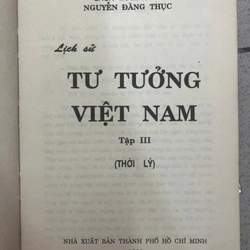 NGUYỄN ĐĂNG THỤC
Lịch sử
TƯ TƯỞNG
VIỆT NAM
Tập III
(THỜI LÝ)
NHÀ XUẤT BẢN THÀNH PHỐ HỒ CHÍ MINH